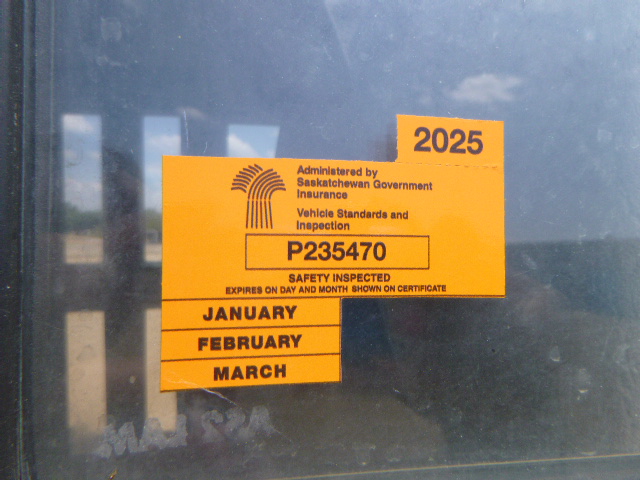 2025
Administered by
Saskatchewan Government
Insurance
Vehicle Standards and
Inspection
P235470
SAFETY INSPECTED
EXPIRES ON DAY AND MONTH SHOWN ON CERTIFICATE
JANUARY
FEBRUARY
MARCH